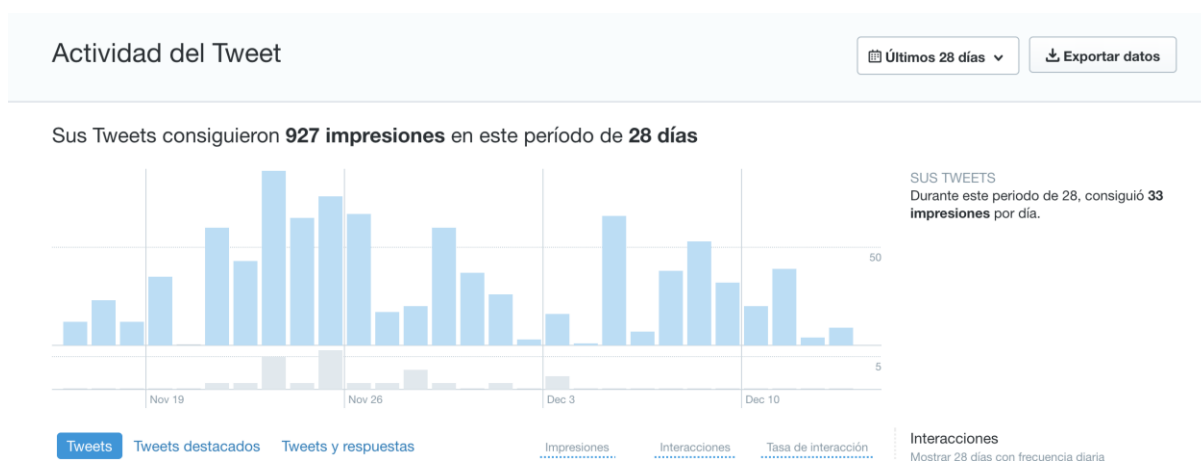 Actividad del Tweet
Últimos 28 días
Exportar datos
Sus Tweets consiguieron 927 impresiones en este período de 28 días
SUS TWEETS
Durante este periodo de 28, consiguió 33
impresiones por día.
50
5
Nov 19
Nov 26
Dec 3
Dec 10
Tweets
Tweets destacados
Tweets y respuestas
Impresiones
Interacciones
Tasa de interacción
Interacciones
Mostrar 28 días con frecuencia diaria